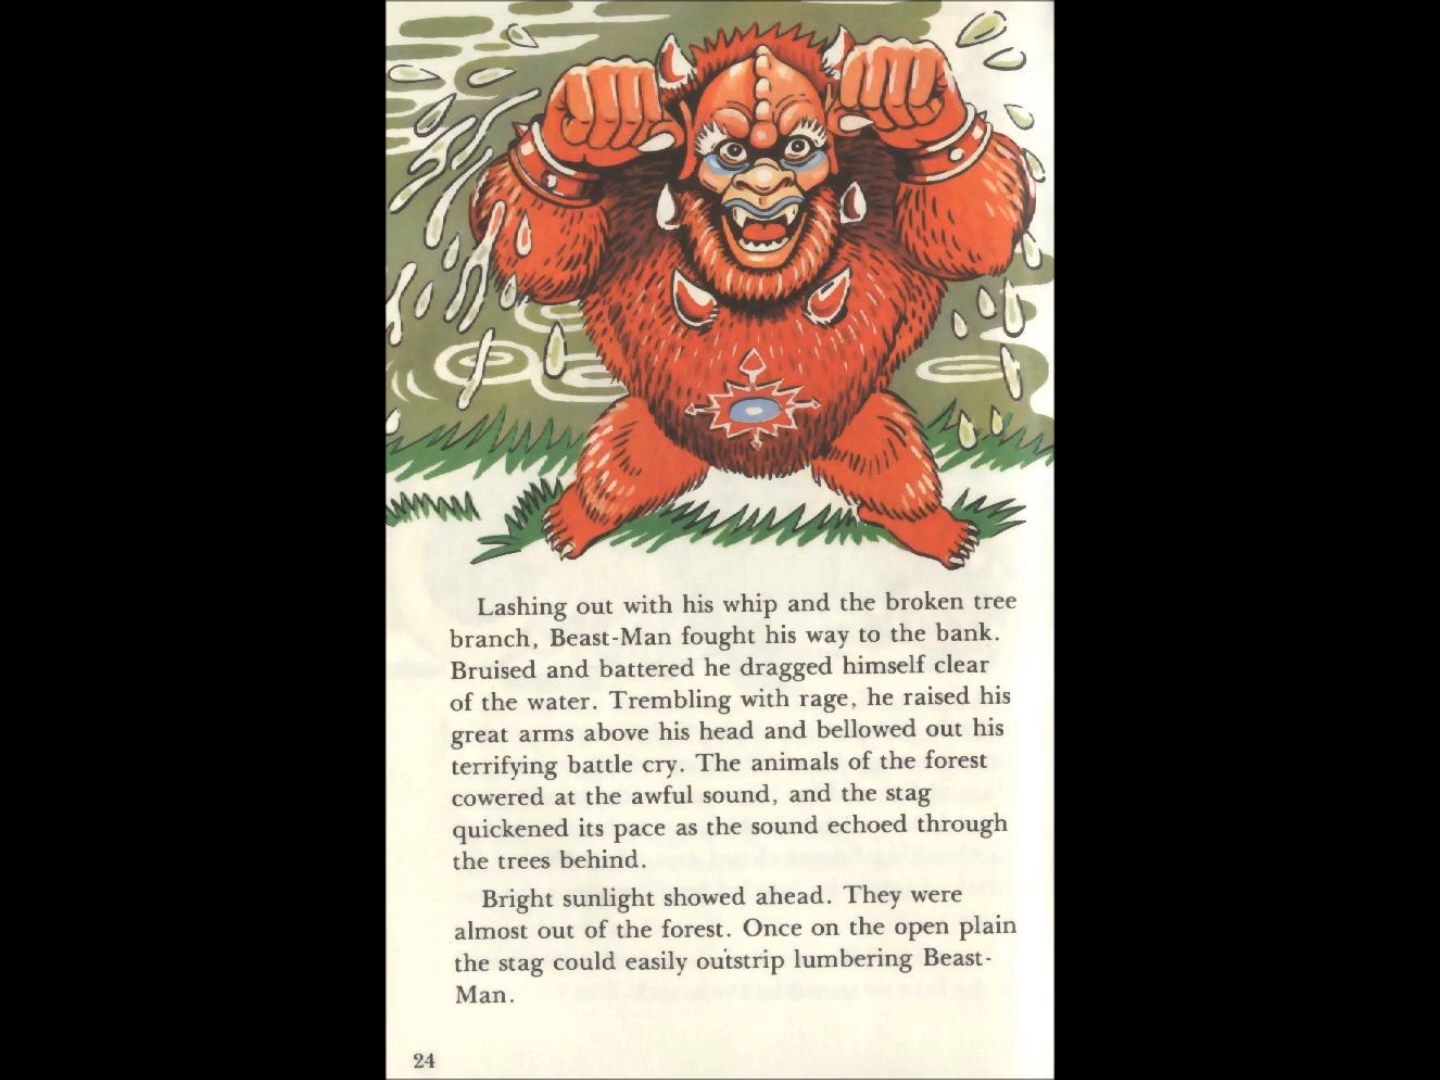 Lashing out with his whip and the broken tree
branch, Beast-Man fought his way to the bank.
Bruised and battered he dragged himself clear
of the water. Trembling with rage, he raised his
great arms above his head and bellowed out his
terrifying battle cry. The animals of the forest
cowered at the awful sound, and the stag
quickened its pace as the sound echoed through
the trees behind.
Bright sunlight showed ahead. They were
almost out of the forest. Once on the open plain
the stag could easily outstrip lumbering Beast-
Man.
24